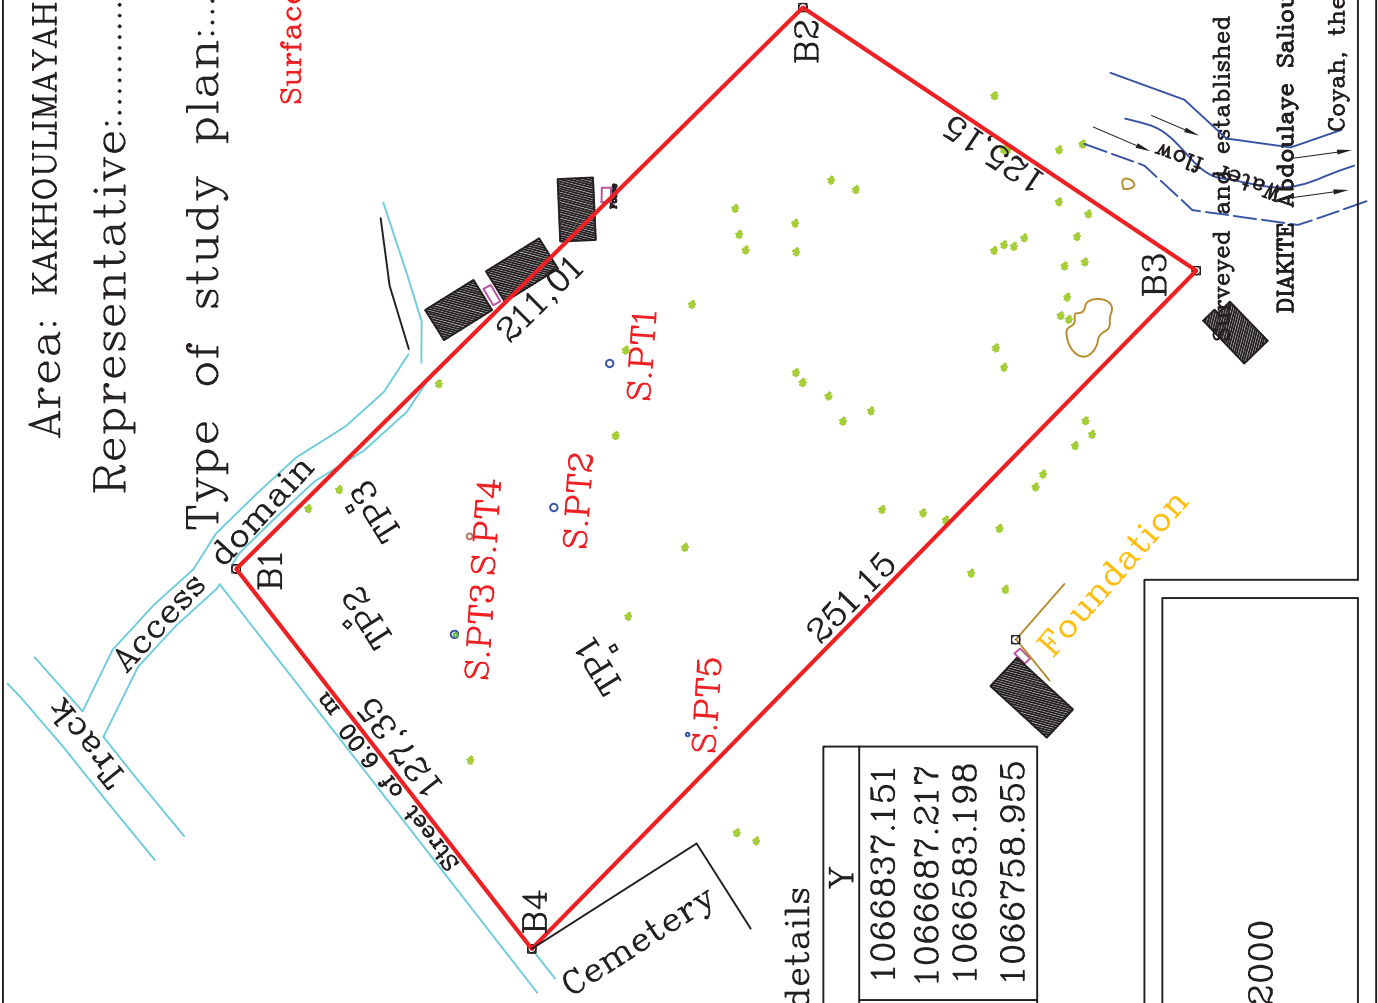 Area: KAKHOULIMAYAH
Representative:............
Type of study plan:...
Surface
B2
125,15
211,01
B3
water flow
Surveyed and established
DIAKITE Abdoulaye Saliou
Coyah, the
Access domain
Track
B1
TP3
TP2
TP1
S.PT1
S.PT2
S.PT4
S.PT3
S.PT5
Street of 6.00 m
127,35
251,15
Foundation
B4
Cemetery
details
Y
1066837.151
1066687.217
1066583.198
1066758.955
2000